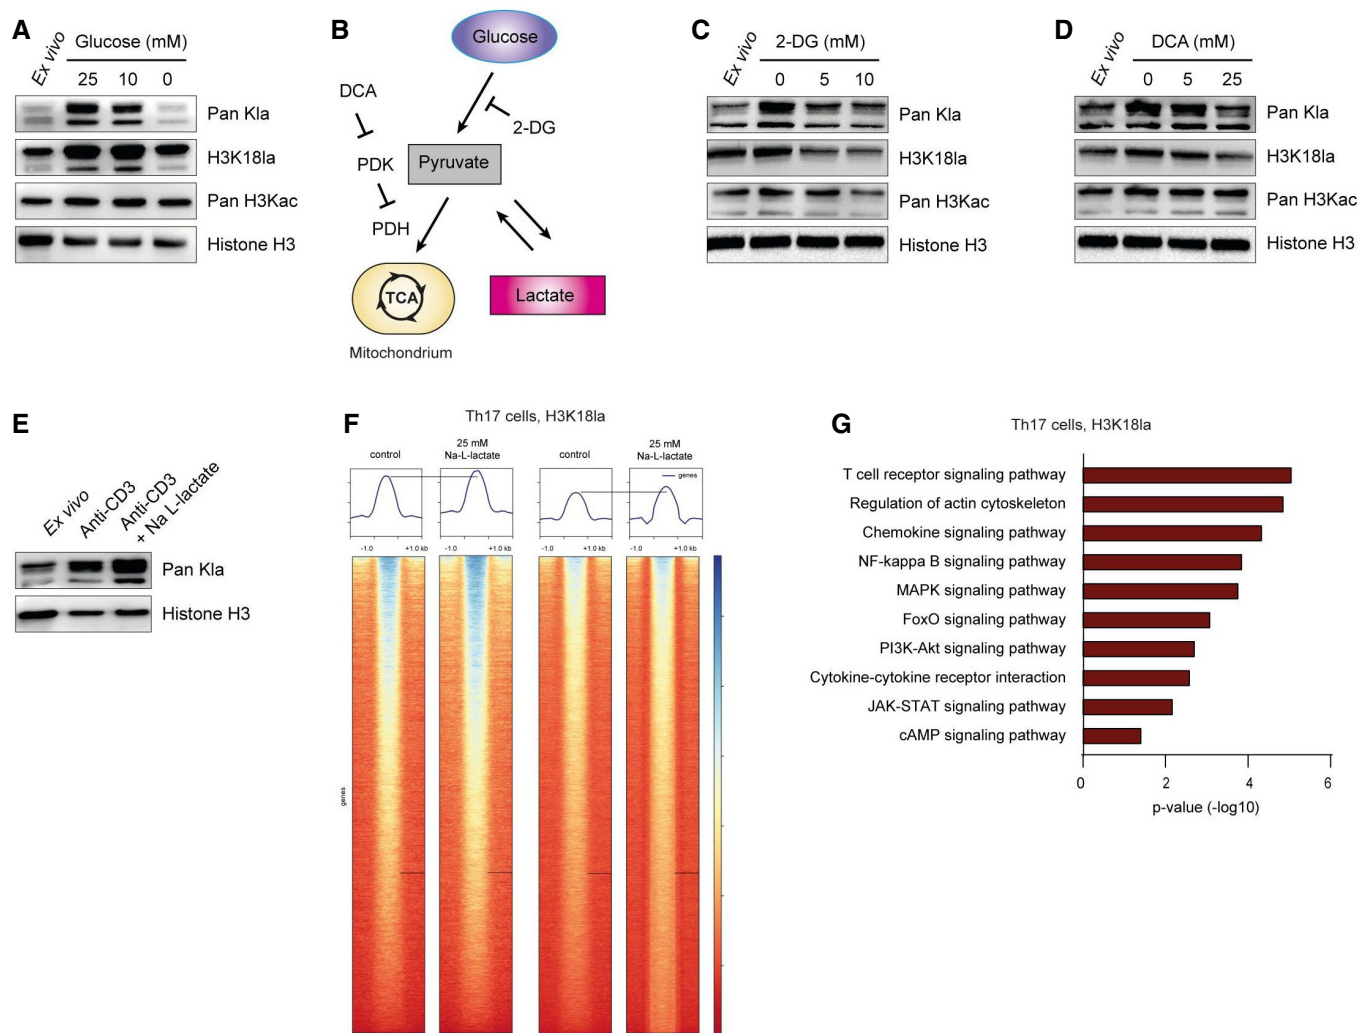 A
Ex vivo
Glucose (mM)
25 10 0
Pan Kla
H3K18la
Pan H3Kac
Histone H3
B
Glucose
DCA
2-DG
PDK
Pyruvate
PDH
TCA
Lactate
Mitochondrium
C
Ex vivo
2-DG (mM)
0 5 10
Pan Kla
H3K18la
Pan H3Kac
Histone H3
D
Ex vivo
DCA (mM)
0 5 25
Pan Kla
H3K18la
Pan H3Kac
Histone H3
E
Ex vivo
Anti-CD3
Anti-CD3
+ Na L-lactate
Pan Kla
Histone H3
F
Th17 cells, H3K18la
control
25 mM
Na-L-lactate
control
25 mM
Na-L-lactate
genes
-1.0 +1.0 kb
-1.0 +1.0 kb
-1.0 +1.0 kb
-1.0 +1.0 kb
genes
G
Th17 cells, H3K18la
T cell receptor signaling pathway
Regulation of actin cytoskeleton
Chemokine signaling pathway
NF-kappa B signaling pathway
MAPK signaling pathway
FoxO signaling pathway
PI3K-Akt signaling pathway
Cytokine-cytokine receptor interaction
JAK-STAT signaling pathway
cAMP signaling pathway
0 2 4 6
p-value (-log10)